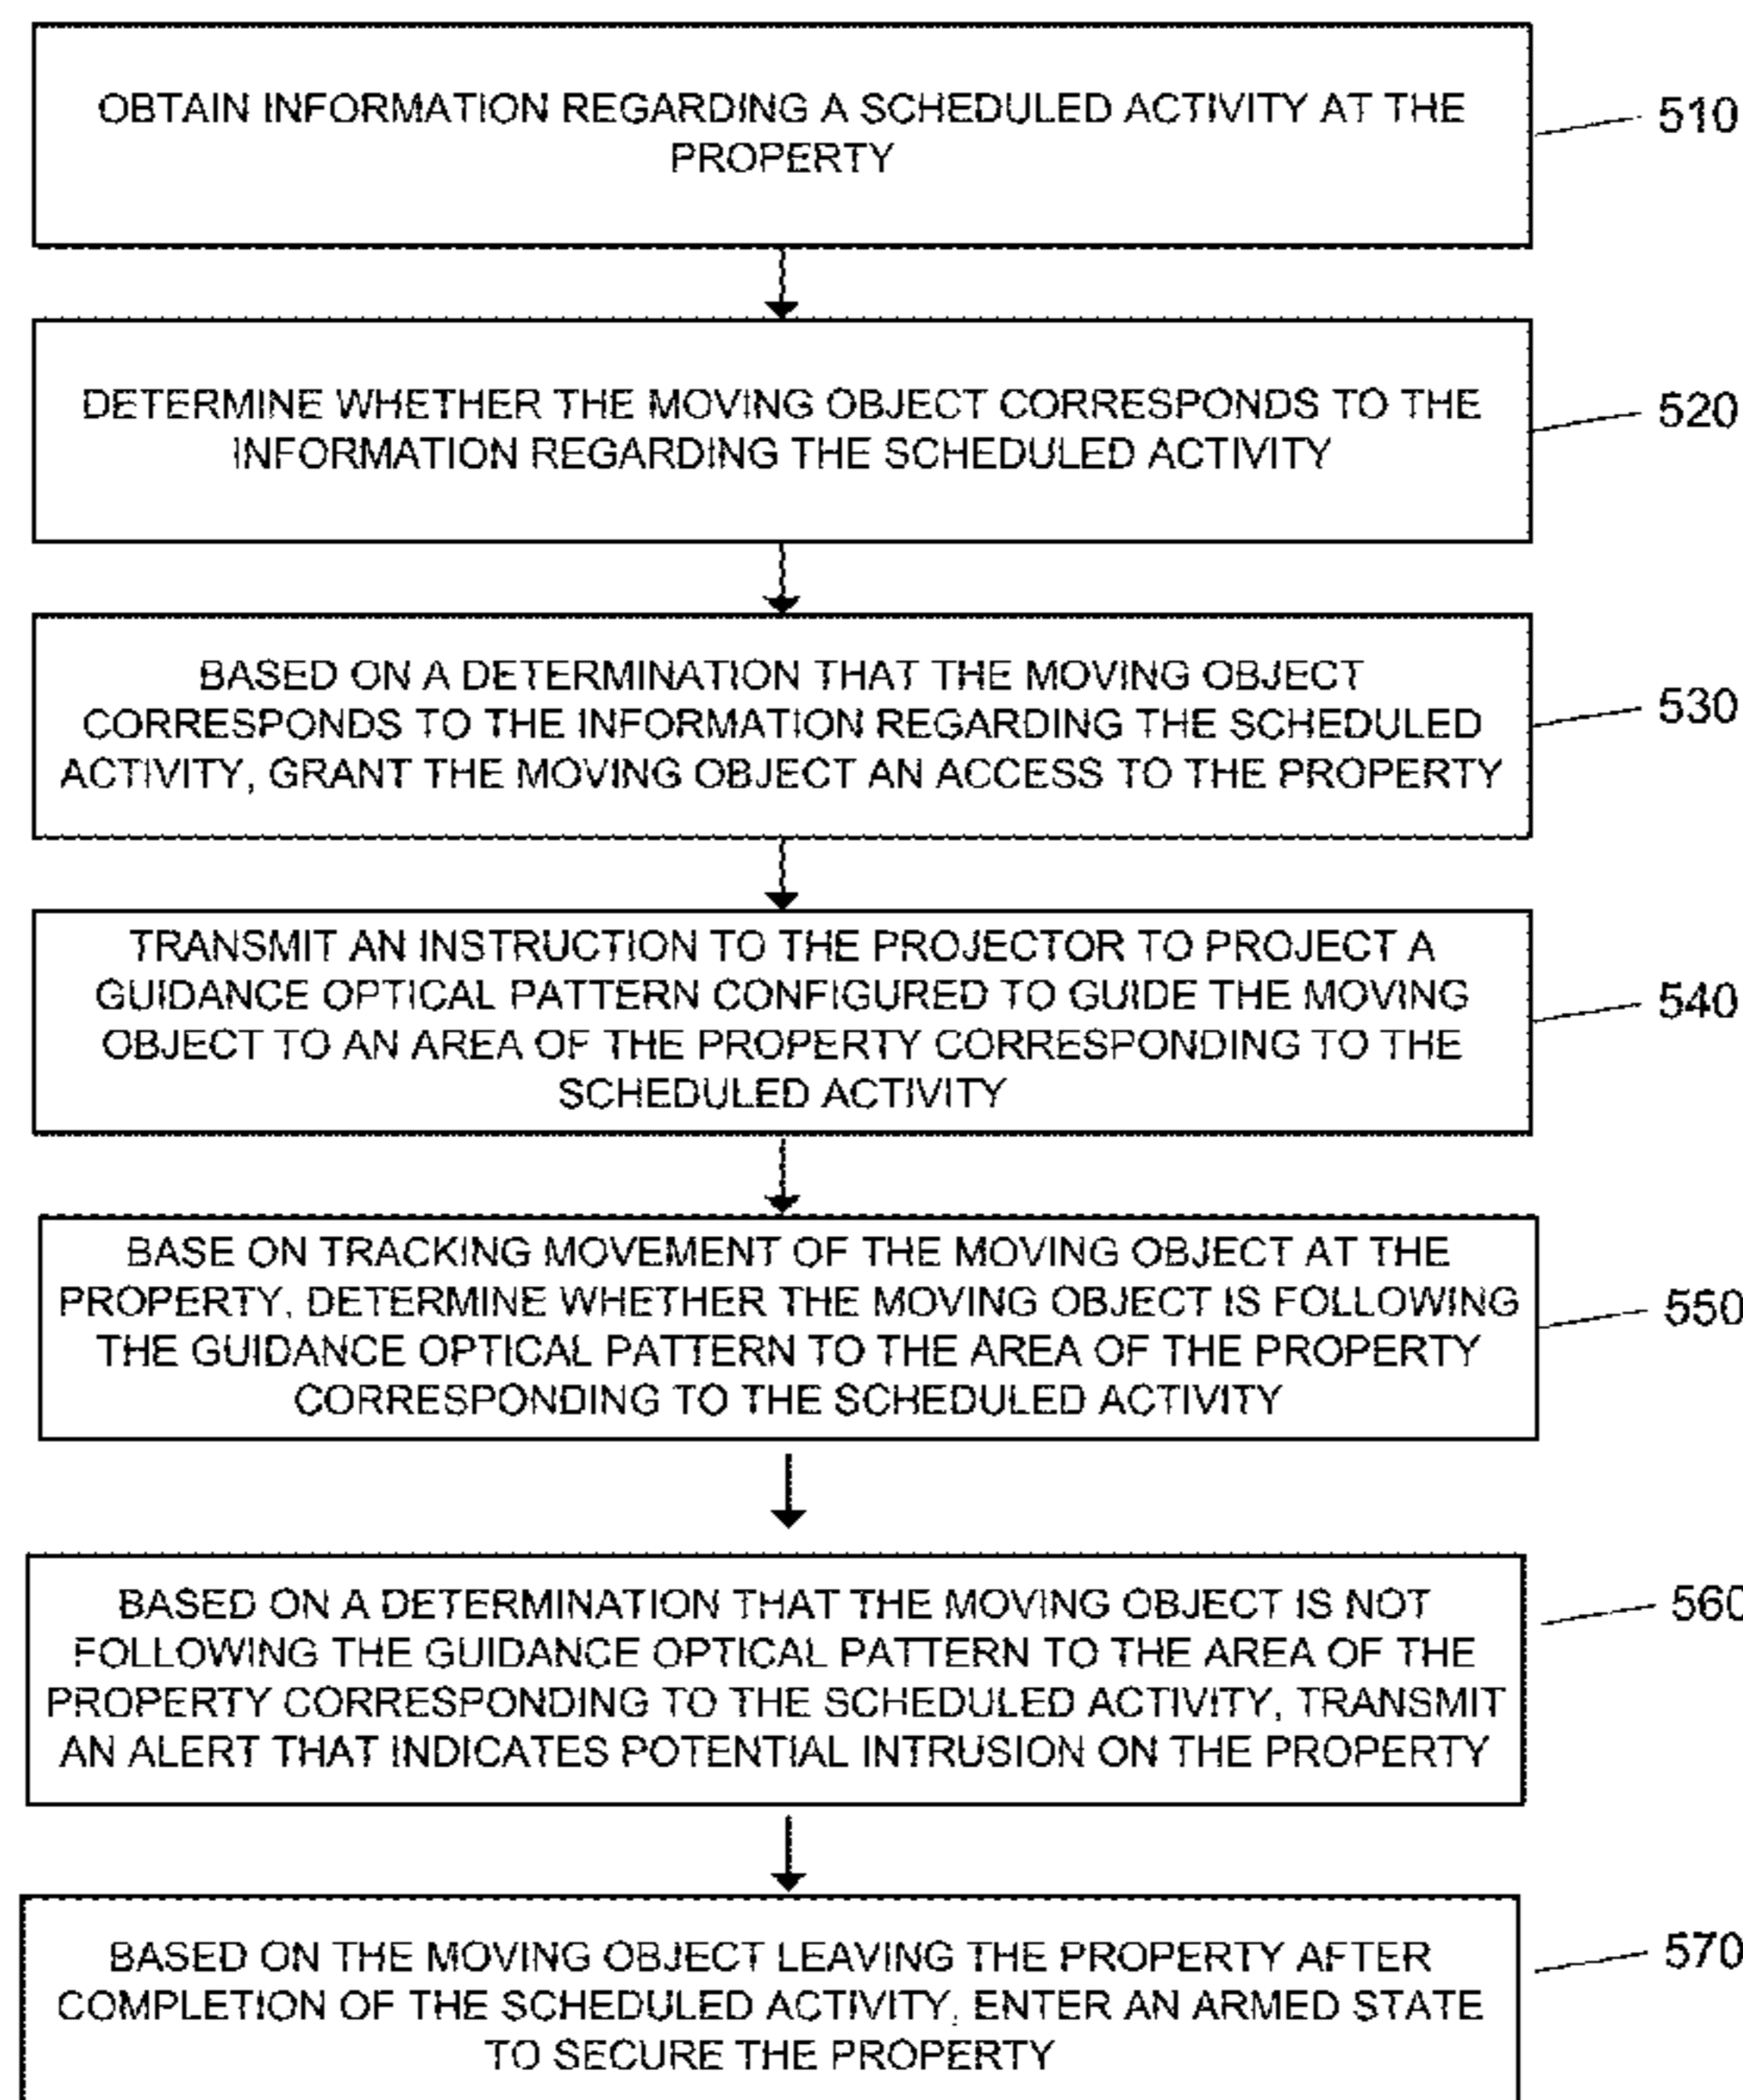 OBTAIN INFORMATION REGARDING A SCHEDULED ACTIVITY AT THE
PROPERTY
510
DETERMINE WHETHER THE MOVING OBJECT CORRESPONDS TO THE
INFORMATION REGARDING THE SCHEDULED ACTIVITY
520
BASED ON A DETERMINATION THAT THE MOVING OBJECT
CORRESPONDS TO THE INFORMATION REGARDING THE SCHEDULED
ACTIVITY, GRANT THE MOVING OBJECT AN ACCESS TO THE PROPERTY
530
TRANSMIT AN INSTRUCTION TO THE PROJECTOR TO PROJECT A
GUIDANCE OPTICAL PATTERN CONFIGURED TO GUIDE THE MOVING
OBJECT TO AN AREA OF THE PROPERTY CORRESPONDING TO THE
SCHEDULED ACTIVITY
540
BASE ON TRACKING MOVEMENT OF THE MOVING OBJECT AT THE
PROPERTY, DETERMINE WHETHER THE MOVING OBJECT IS FOLLOWING
THE GUIDANCE OPTICAL PATTERN TO THE AREA OF THE PROPERTY
CORRESPONDING TO THE SCHEDULED ACTIVITY
550
BASED ON A DETERMINATION THAT THE MOVING OBJECT IS NOT
FOLLOWING THE GUIDANCE OPTICAL PATTERN TO THE AREA OF THE
PROPERTY CORRESPONDING TO THE SCHEDULED ACTIVITY, TRANSMIT
AN ALERT THAT INDICATES POTENTIAL INTRUSION ON THE PROPERTY
560
BASED ON THE MOVING OBJECT LEAVING THE PROPERTY AFTER
COMPLETION OF THE SCHEDULED ACTIVITY, ENTER AN ARMED STATE
TO SECURE THE PROPERTY
570